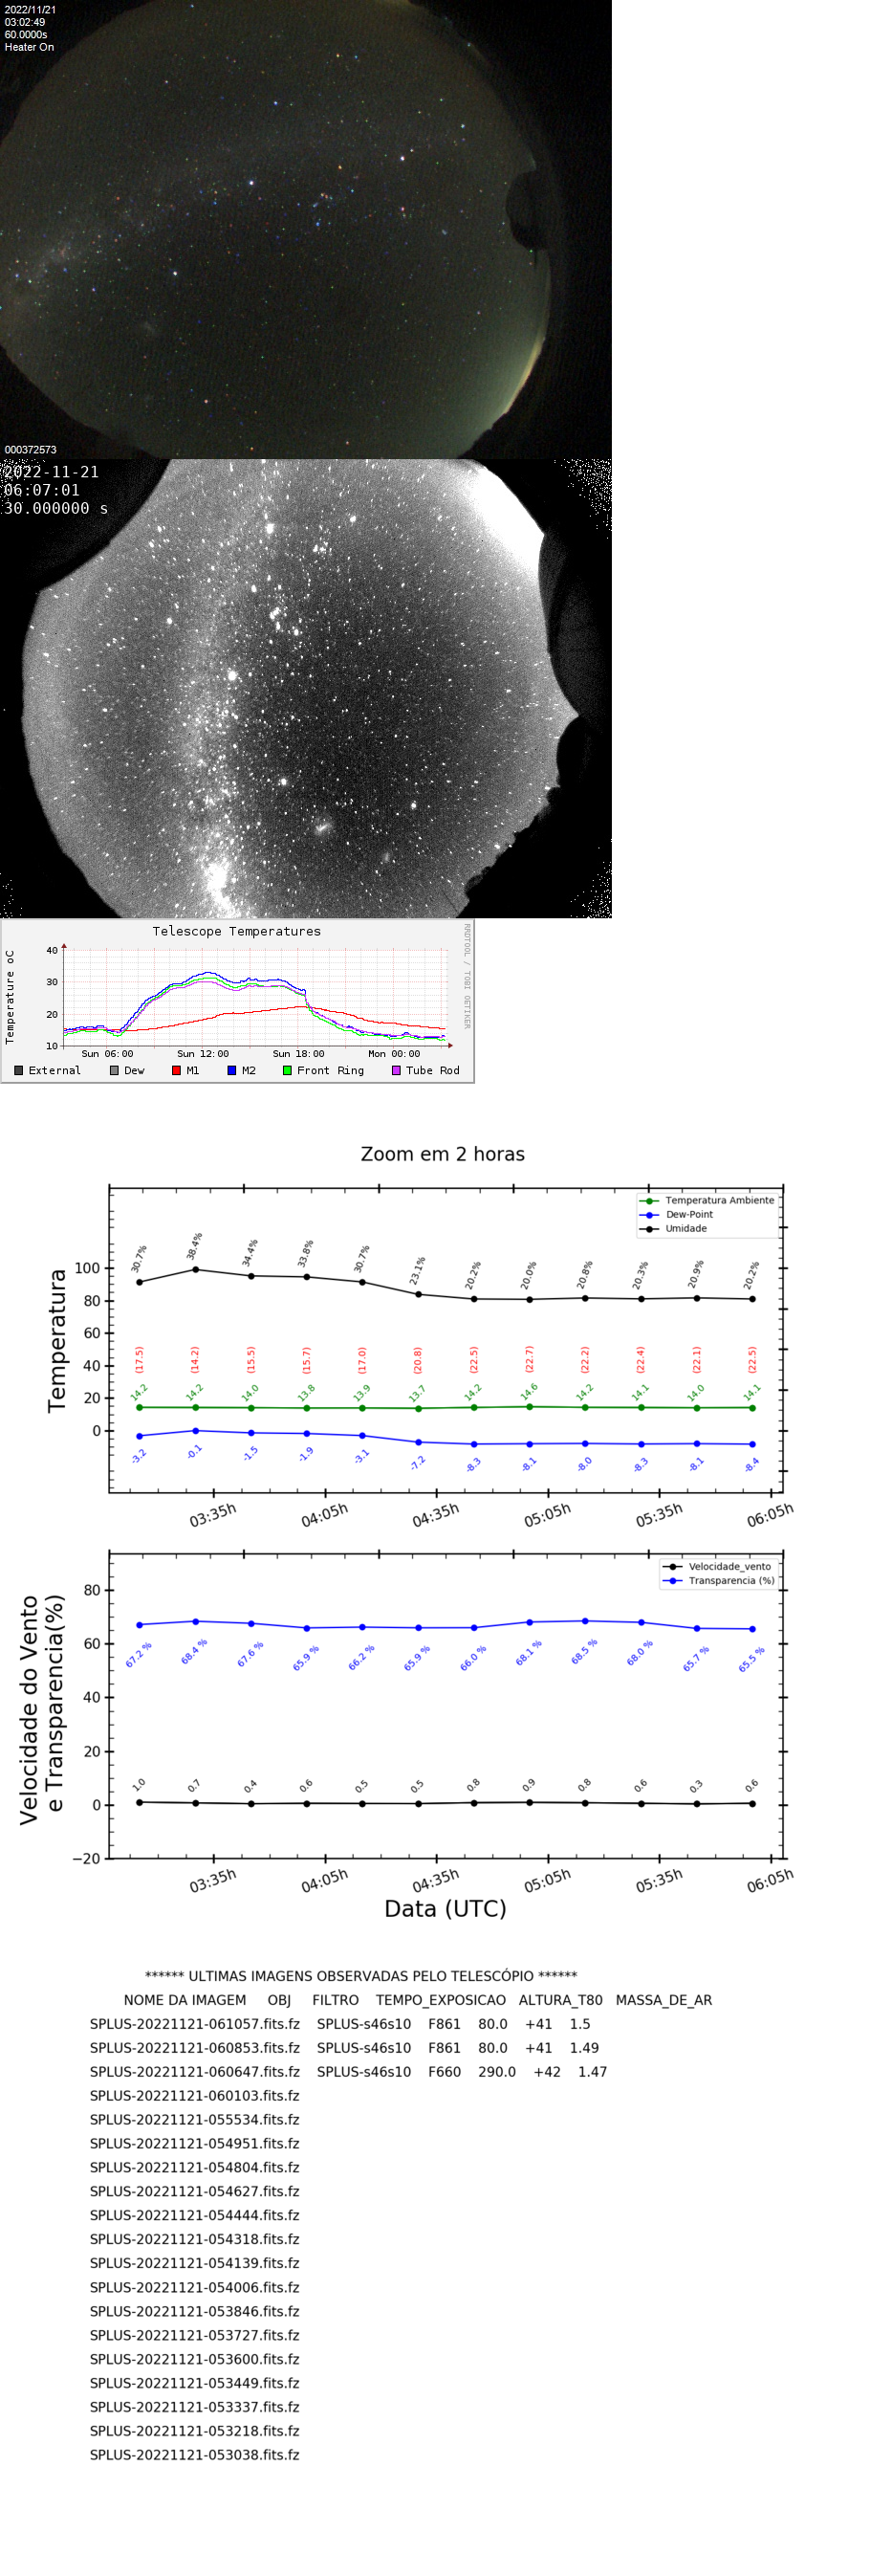 2022/11/21
03:02:49
60.0000s
Heater On
000372573
2022-11-21
06:07:01
30.000000 s
Telescope Temperatures
RRDTOOL / TOBI OETIKER
Temperature oC
40
30
20
10
Sun 06:00 Sun 12:00 Sun 18:00 Mon 00:00
External Dew M1 M2 Front Ring Tube Rod
Zoom em 2 horas
Temperatura Ambiente
Dew-Point
Umidade
Temperatura
100
80
60
40
20
0
30.7% 38.4% 34.4% 33.8% 30.7% 23.1% 20.2% 20.0% 20.8% 20.3% 20.9% 20.2%
(17.5) (14.2) (15.5) (15.7) (17.0) (20.8) (22.5) (22.7) (22.2) (22.4) (22.1) (22.5)
14.2 14.2 14.0 13.8 13.9 13.7 14.2 14.6 14.2 14.1 14.0 14.1
-3.2 -0.1 -1.5 -1.9 -3.1 -7.2 -8.3 -8.1 -8.0 -8.3 -8.1 -8.4
03:35h 04:05h 04:35h 05:05h 05:35h 06:05h
Velocidade_vento
Transparencia (%)
Velocidade do Vento
e Transparencia(%)
80
60
40
20
0
−20
67.2 % 68.4 % 67.6 % 65.9 % 66.2 % 65.9 % 66.0 % 68.1 % 68.5 % 68.0 % 65.7 % 65.5 %
1.0 0.7 0.4 0.6 0.5 0.5 0.8 0.9 0.8 0.6 0.3 0.6
03:35h 04:05h 04:35h 05:05h 05:35h 06:05h
Data (UTC)
****** ULTIMAS IMAGENS OBSERVADAS PELO TELESCÓPIO ******
NOME DA IMAGEM OBJ FILTRO TEMPO_EXPOSICAO ALTURA_T80 MASSA_DE_AR
SPLUS-20221121-061057.fits.fz SPLUS-s46s10 F861 80.0 +41 1.5
SPLUS-20221121-060853.fits.fz SPLUS-s46s10 F861 80.0 +41 1.49
SPLUS-20221121-060647.fits.fz SPLUS-s46s10 F660 290.0 +42 1.47
SPLUS-20221121-060103.fits.fz
SPLUS-20221121-055534.fits.fz
SPLUS-20221121-054951.fits.fz
SPLUS-20221121-054804.fits.fz
SPLUS-20221121-054627.fits.fz
SPLUS-20221121-054444.fits.fz
SPLUS-20221121-054318.fits.fz
SPLUS-20221121-054139.fits.fz
SPLUS-20221121-054006.fits.fz
SPLUS-20221121-053846.fits.fz
SPLUS-20221121-053727.fits.fz
SPLUS-20221121-053600.fits.fz
SPLUS-20221121-053449.fits.fz
SPLUS-20221121-053337.fits.fz
SPLUS-20221121-053218.fits.fz
SPLUS-20221121-053038.fits.fz